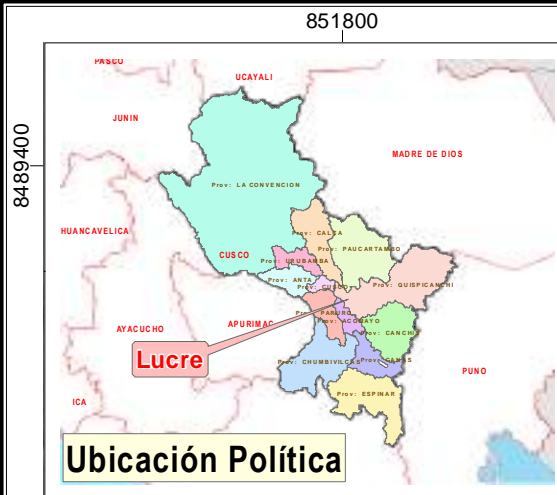 851800
8489400
PASCO
UCAYALI
JUNIN
MADRE DE DIOS
Prov: LA CONVENCION
HUANCAVELICA
Prov: CALCA
Prov: PAUCARTAMBO
CUSCO
Prov: URUBAMBA
Prov: ANTA
Prov: CUSCO
Prov: QUISPICANCHI
Prov: PARURO
Prov: ACOMAYO
AYACUCHO
APURIMAC
Prov: CANCHIS
Lucre
Prov: CHUMBIVILCAS
Prov: CANAS
PUNO
Prov: ESPINAR
ICA
Ubicación Política